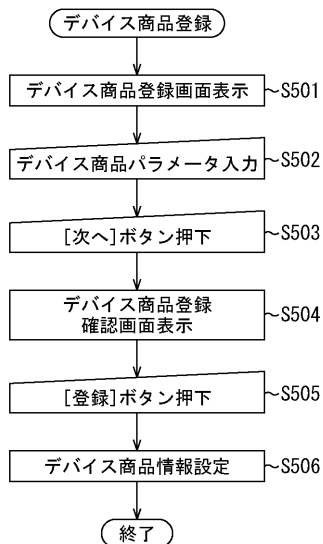 デバイス商品登録
デバイス商品登録画面表示 ~S501
デバイス商品パラメータ入力 ~S502
[次へ]ボタン押下 ~S503
デバイス商品登録
確認画面表示 ~S504
[登録]ボタン押下 ~S505
デバイス商品情報設定 ~S506
終了